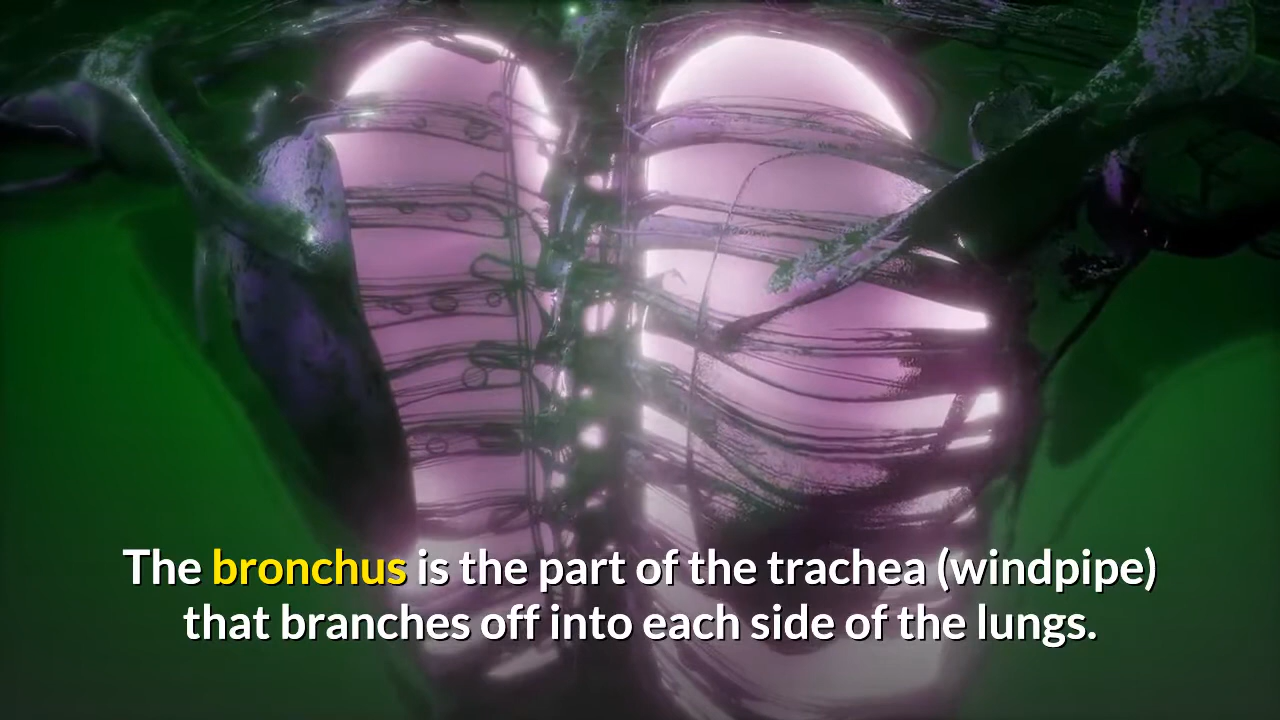 The bronchus is the part of the trachea (windpipe)
that branches off into each side of the lungs.